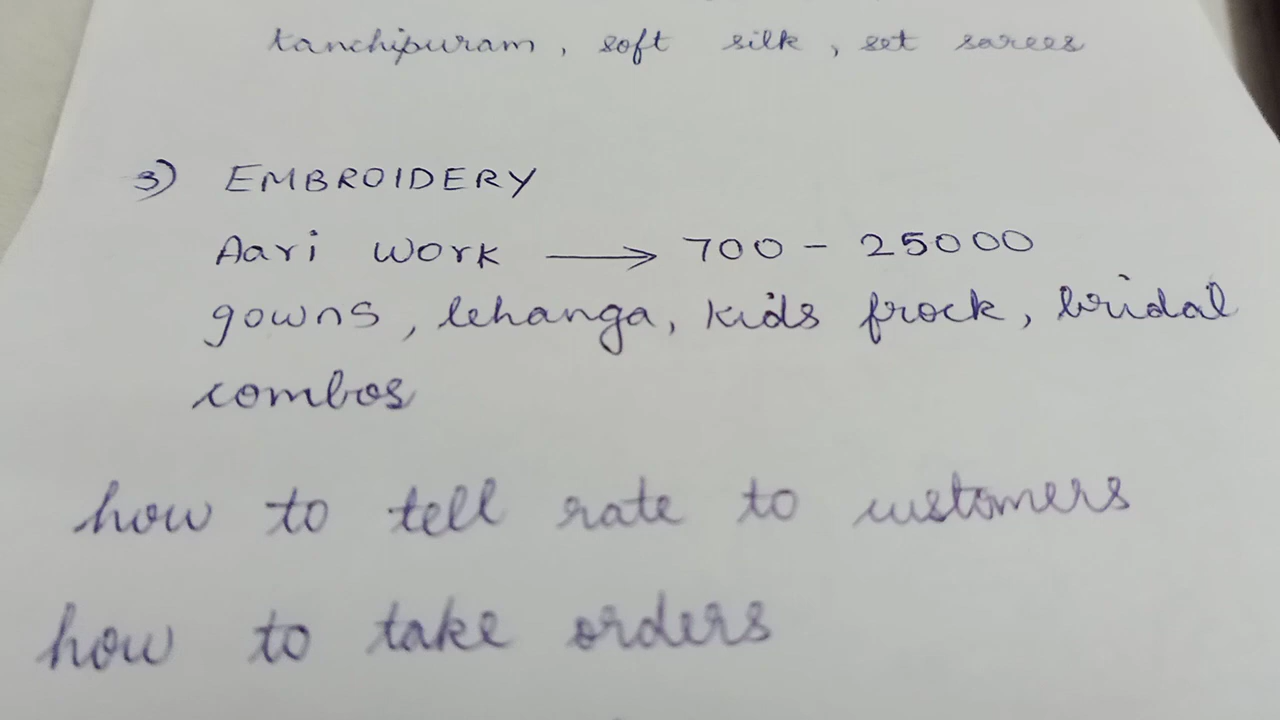 kanchipuram, soft silk, set sarees
3) EMBROIDERY
Aari work → 700 - 25000
gowns, lehanga, kids frock, bridal
combos
how to tell rate to customers
how to take orders